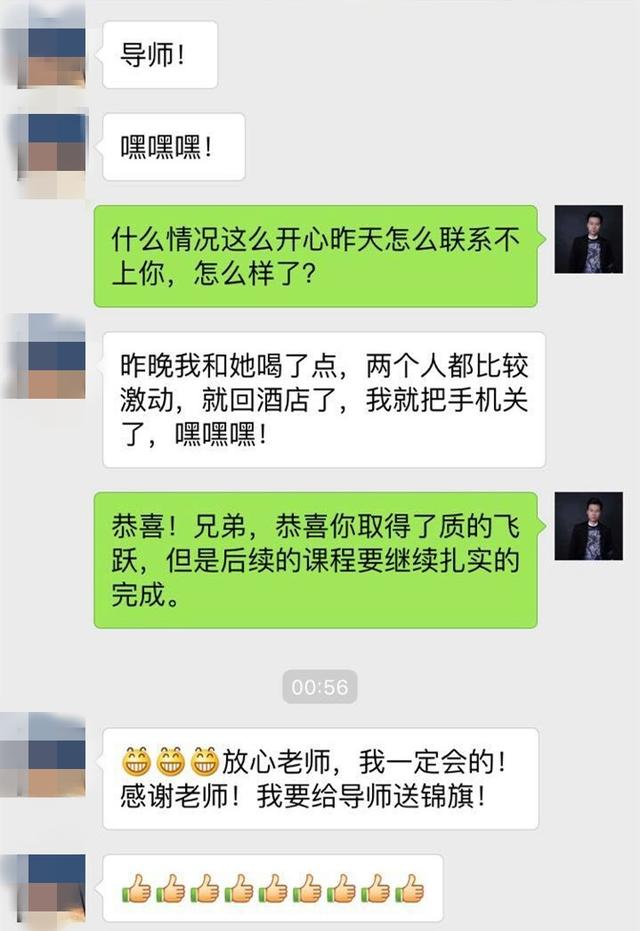 导师！
嘿嘿嘿！
什么情况这么开心昨天怎么联系不
上你，怎么样了？
昨晚我和她喝了点，两个人都比较
激动，就回酒店了，我就把手机关
了，嘿嘿嘿！
恭喜！兄弟，恭喜你取得了质的飞
跃，但是后续的课程要继续扎实的
完成。
00:56
放心老师，我一定会的！
感谢老师！我要给导师送锦旗！